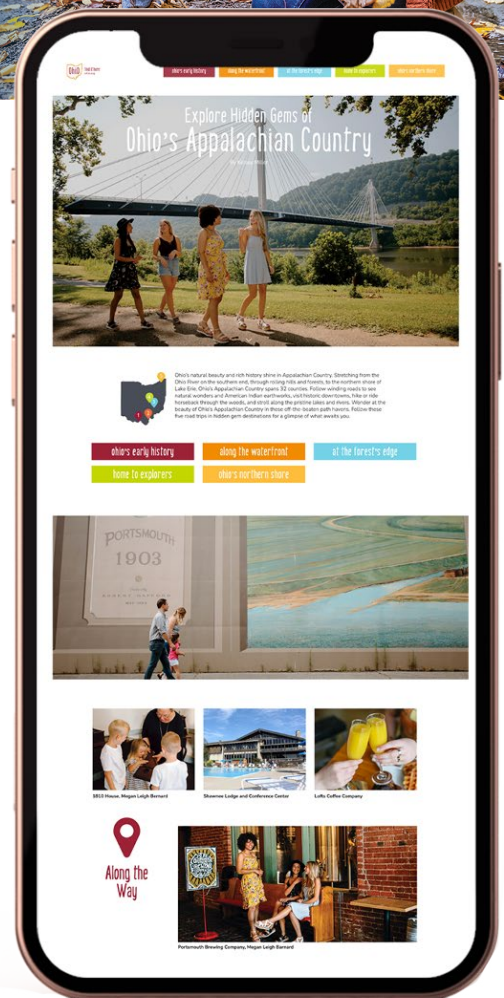 Ohio
ohio's early history along the waterfront at the forest's edge home to explorers ohio's northern shore
Explore Hidden Gems of
Ohio's Appalachian Country
Ohio's natural beauty and rich history shine in Appalachian Country. Stretching from the
Ohio River on the southern end, through rolling hills and forests, to the northern shore of
Lake Erie, Ohio's Appalachian Country spans 32 counties. Follow winding roads to see
natural wonders and American Indian earthworks, visit historic downtowns, hike or ride
horseback through the woods, and stroll along the pristine lakes and rivers. Wonder at the
beauty of Ohio's Appalachian Country in these off-the-beaten path havens. Follow these
five road trips in hidden gem destinations for a glimpse of what awaits you.
ohio's early history along the waterfront at the forest's edge
home to explorers ohio's northern shore
PORTSMOUTH
1903
ROBERT DAFFORD
1810 House, Megan Leigh Barnard Shawnee Lodge and Conference Center Lofts Coffee Company
Along the
Way
Portsmouth Brewing Company, Megan Leigh Barnard